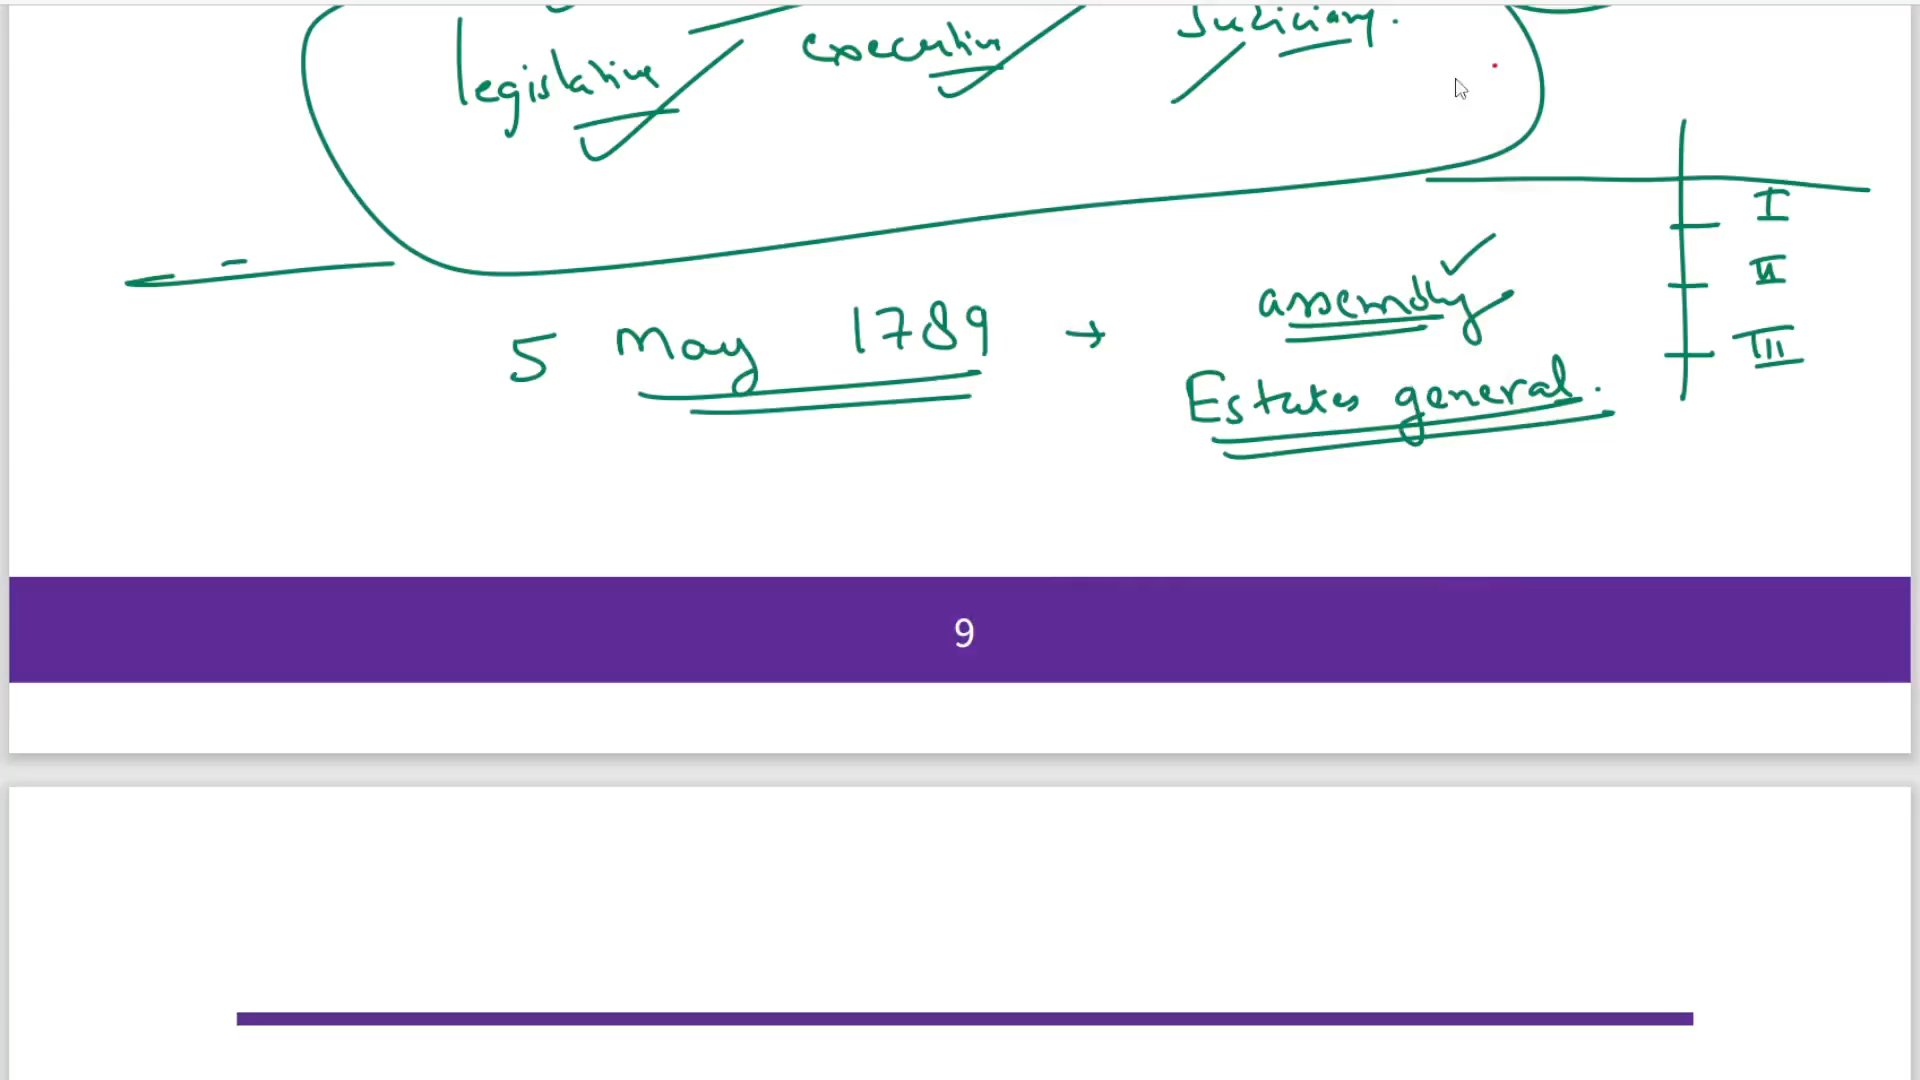 legislative executive Judiciary.
I
II
assembly
5 May 1789 →
III
Estates general.
9